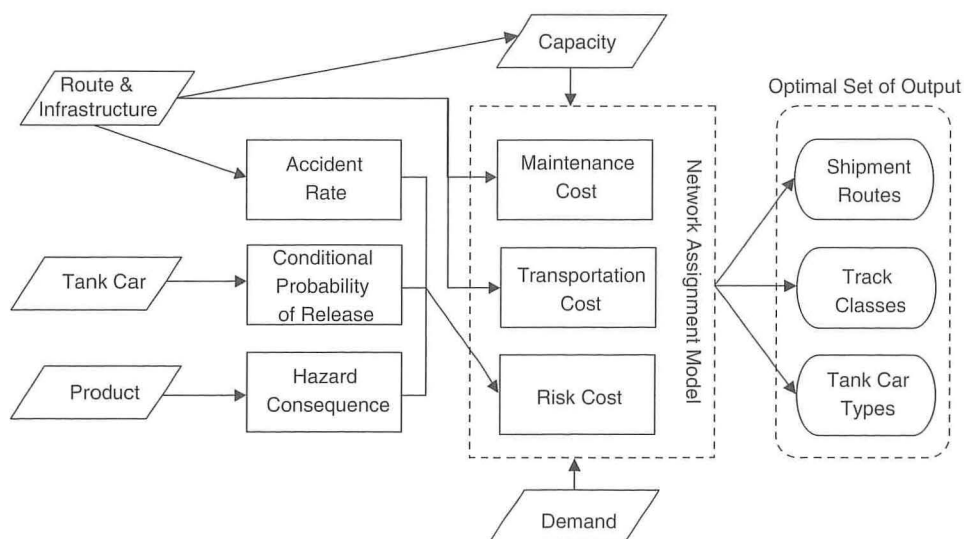 Capacity
Route &
Infrastructure
Optimal Set of Output
Accident
Rate
Maintenance
Cost
Shipment
Routes
Tank Car
Conditional
Probability
of Release
Transportation
Cost
Network Assignment Model
Track
Classes
Product
Hazard
Consequence
Risk Cost
Tank Car
Types
Demand